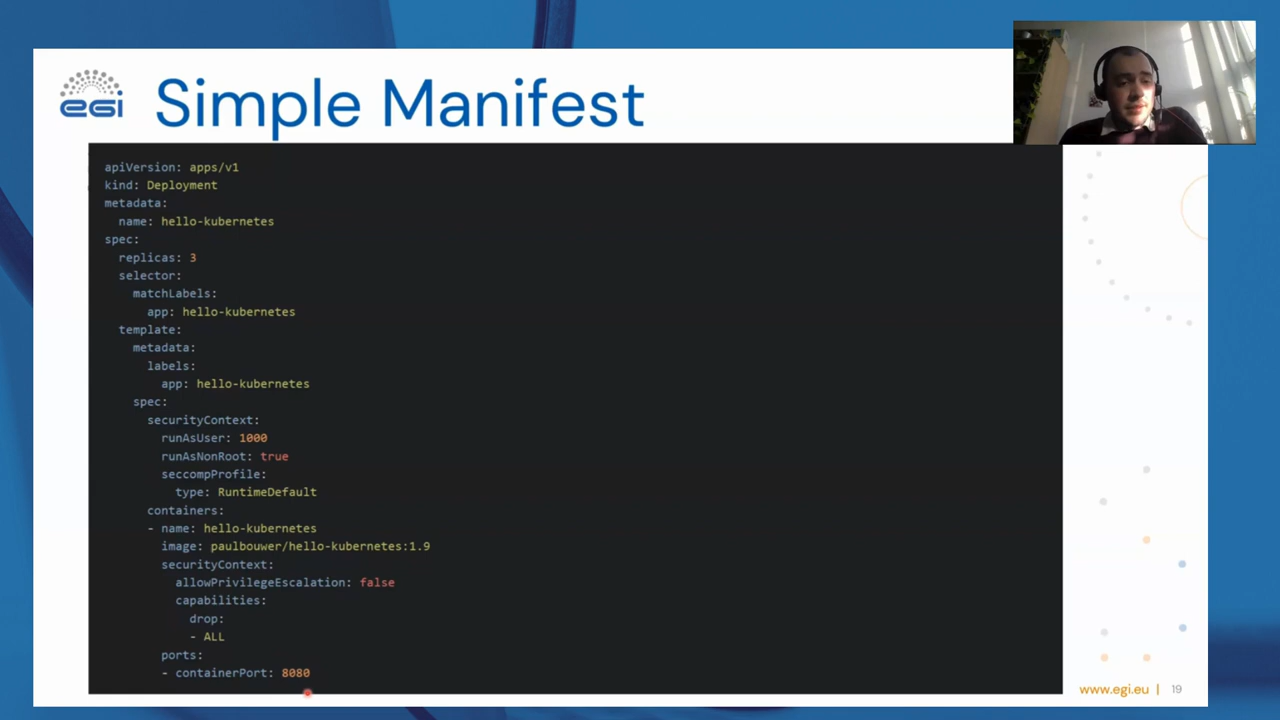 egi
Simple Manifest
apiVersion: apps/v1
kind: Deployment
metadata:
  name: hello-kubernetes
spec:
  replicas: 3
  selector:
    matchLabels:
      app: hello-kubernetes
  template:
    metadata:
      labels:
        app: hello-kubernetes
    spec:
      securityContext:
        runAsUser: 1000
        runAsNonRoot: true
        seccompProfile:
          type: RuntimeDefault
      containers:
      - name: hello-kubernetes
        image: paulbouwer/hello-kubernetes:1.9
        securityContext:
          allowPrivilegeEscalation: false
          capabilities:
            drop:
            - ALL
        ports:
        - containerPort: 8080
www.egi.eu | 19